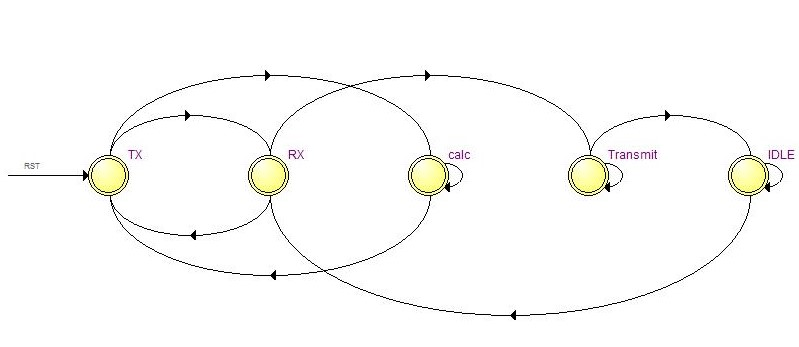 RST
TX
RX
calc
Transmit
IDLE